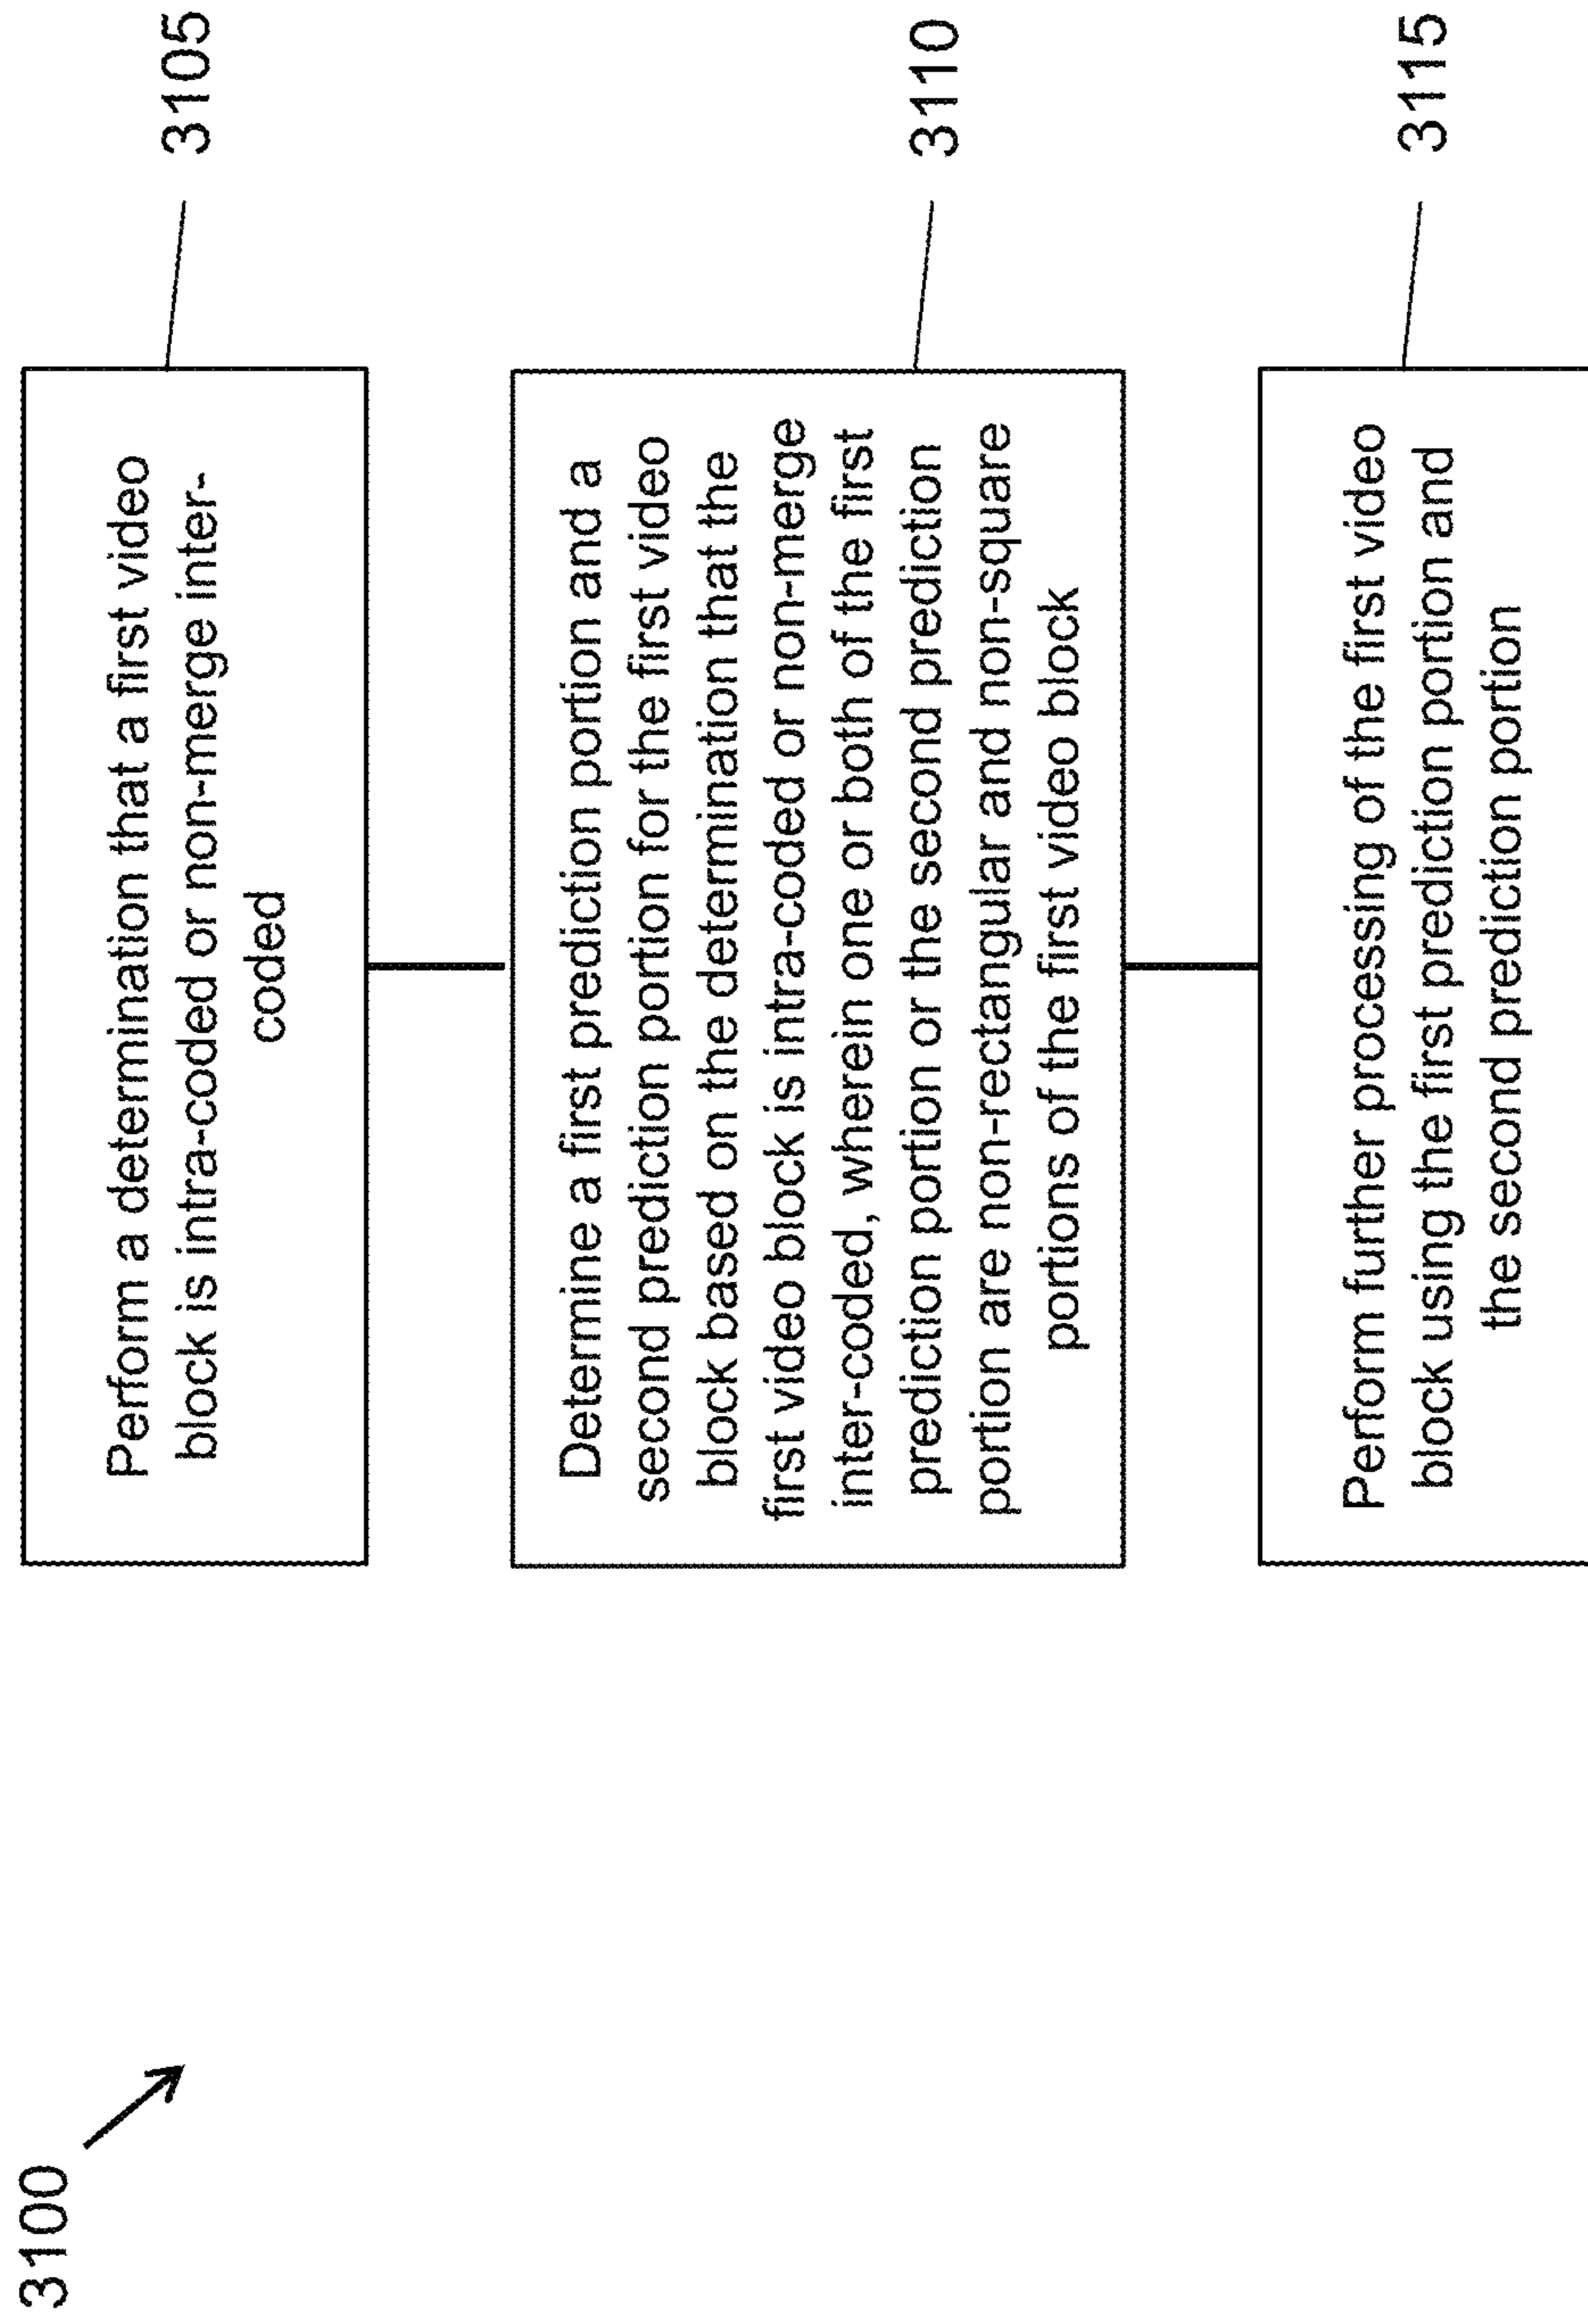 3100
Perform a determination that a first video
block is intra-coded or non-merge inter-
coded
3105
Determine a first prediction portion and a
second prediction portion for the first video
block based on the determination that the
first video block is intra-coded or non-merge
inter-coded, wherein one or both of the first
prediction portion or the second prediction
portion are non-rectangular and non-square
portions of the first video block
3110
Perform further processing of the first video
block using the first prediction portion and
the second prediction portion
3115